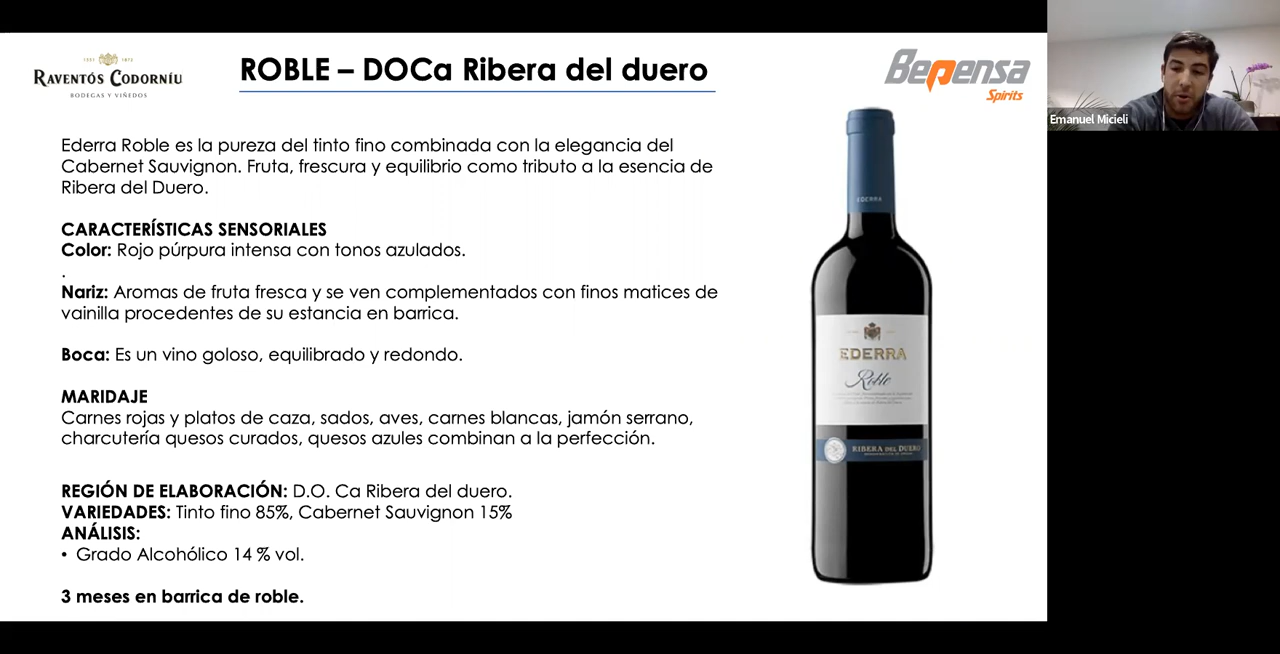 1551 1872
RAVENTÓS CODORNÍU
BODEGAS Y VIÑEDOS
ROBLE – DOCa Ribera del duero
Bepensa
Spirits
Emanuel Micieli
Ederra Roble es la pureza del tinto fino combinada con la elegancia del
Cabernet Sauvignon. Fruta, frescura y equilibrio como tributo a la esencia de
Ribera del Duero.
CARACTERÍSTICAS SENSORIALES
Color: Rojo púrpura intensa con tonos azulados.
.
Nariz: Aromas de fruta fresca y se ven complementados con finos matices de
vainilla procedentes de su estancia en barrica.
Boca: Es un vino goloso, equilibrado y redondo.
MARIDAJE
Carnes rojas y platos de caza, sados, aves, carnes blancas, jamón serrano,
charcutería quesos curados, quesos azules combinan a la perfección.
REGIÓN DE ELABORACIÓN: D.O. Ca Ribera del duero.
VARIEDADES: Tinto fino 85%, Cabernet Sauvignon 15%
ANÁLISIS:
• Grado Alcohólico 14 % vol.
3 meses en barrica de roble.
EDERRA
EDERRA
Roble
RIBERA DEL DUERO